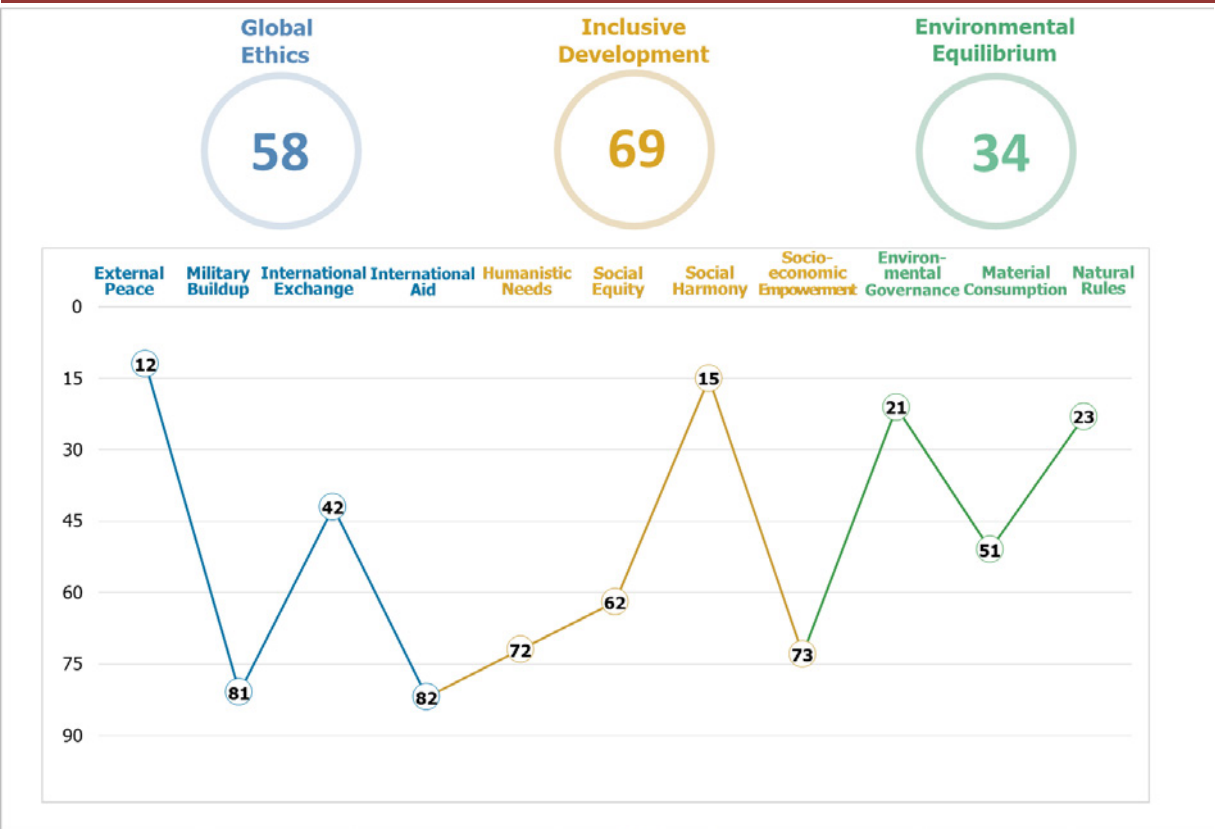 Global
Ethics
58
Inclusive
Development
69
Environmental
Equilibrium
34
External
Peace
Military
Buildup
International
Exchange
International
Aid
Humanistic
Needs
Social
Equity
Social
Harmony
Socio-
economic
Empowerment
Environ-
mental
Governance
Material
Consumption
Natural
Rules
0
15
30
45
60
75
90
12
81
42
82
72
62
15
73
21
51
23